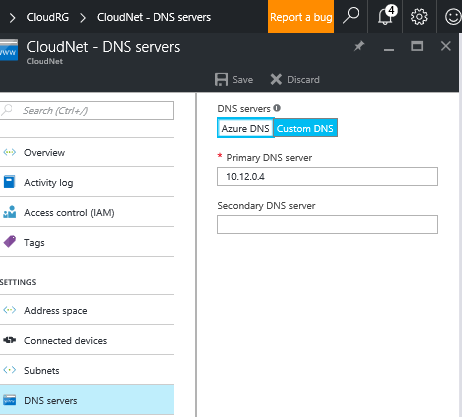 CloudRG > CloudNet - DNS servers
Report a bug
4
CloudNet - DNS servers
CloudNet
www
Save
Discard
Search (Ctrl+/)
Overview
Activity log
Access control (IAM)
Tags
SETTINGS
Address space
Connected devices
Subnets
DNS servers
DNS servers
Azure DNS
Custom DNS
* Primary DNS server
10.12.0.4
Secondary DNS server